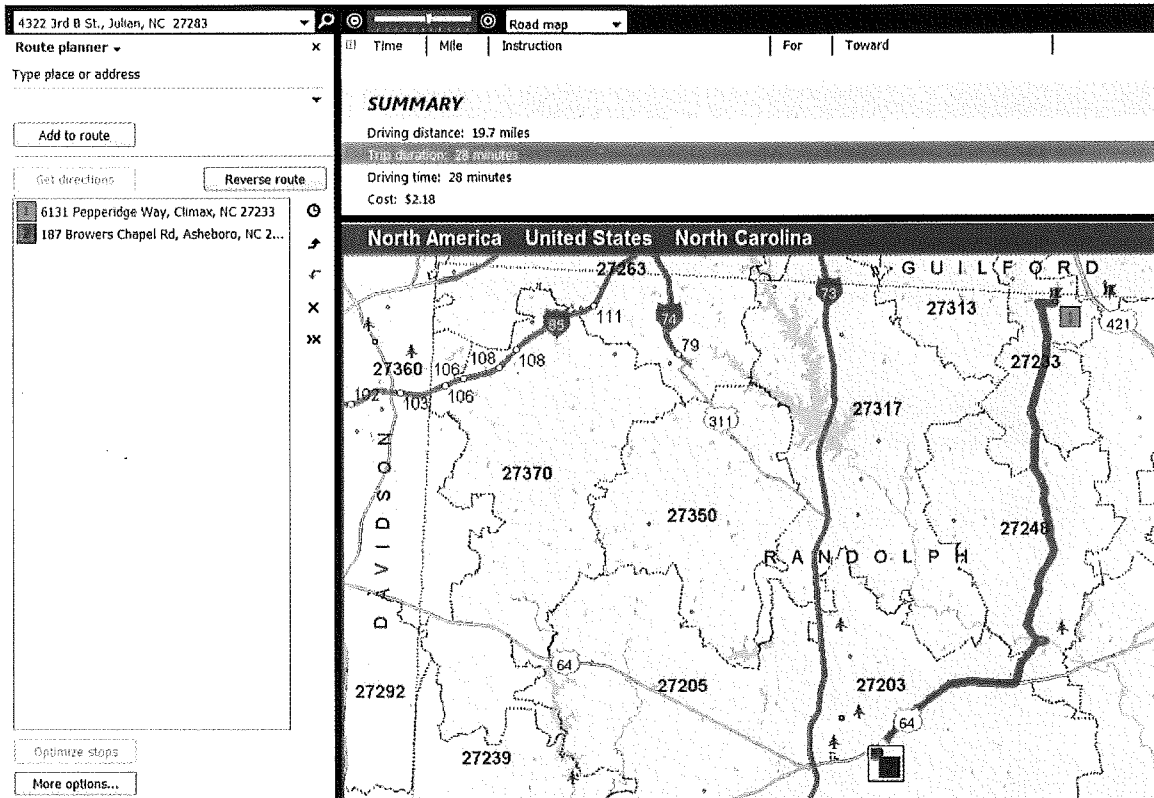 4322 3rd B St., Julian, NC 27283
Road map
Route planner
Type place or address
Add to route
Get directions
Reverse route
1 6131 Pepperidge Way, Climax, NC 27233
187 Browers Chapel Rd, Asheboro, NC 2...
Optimize stops
More options...
Time Mile Instruction For Toward
SUMMARY
Driving distance: 19.7 miles
Trip duration: 28 minutes
Driving time: 28 minutes
Cost: $2.18
North America United States North Carolina
27263
GUILFORD
73
27313
1
421
85
111
74
79
27233
108
108
27360
106
106
102
103
311
27317
DAVIDSON
27370
27350
27248
RANDOLPH
64
27292
27205
27203
64
27239